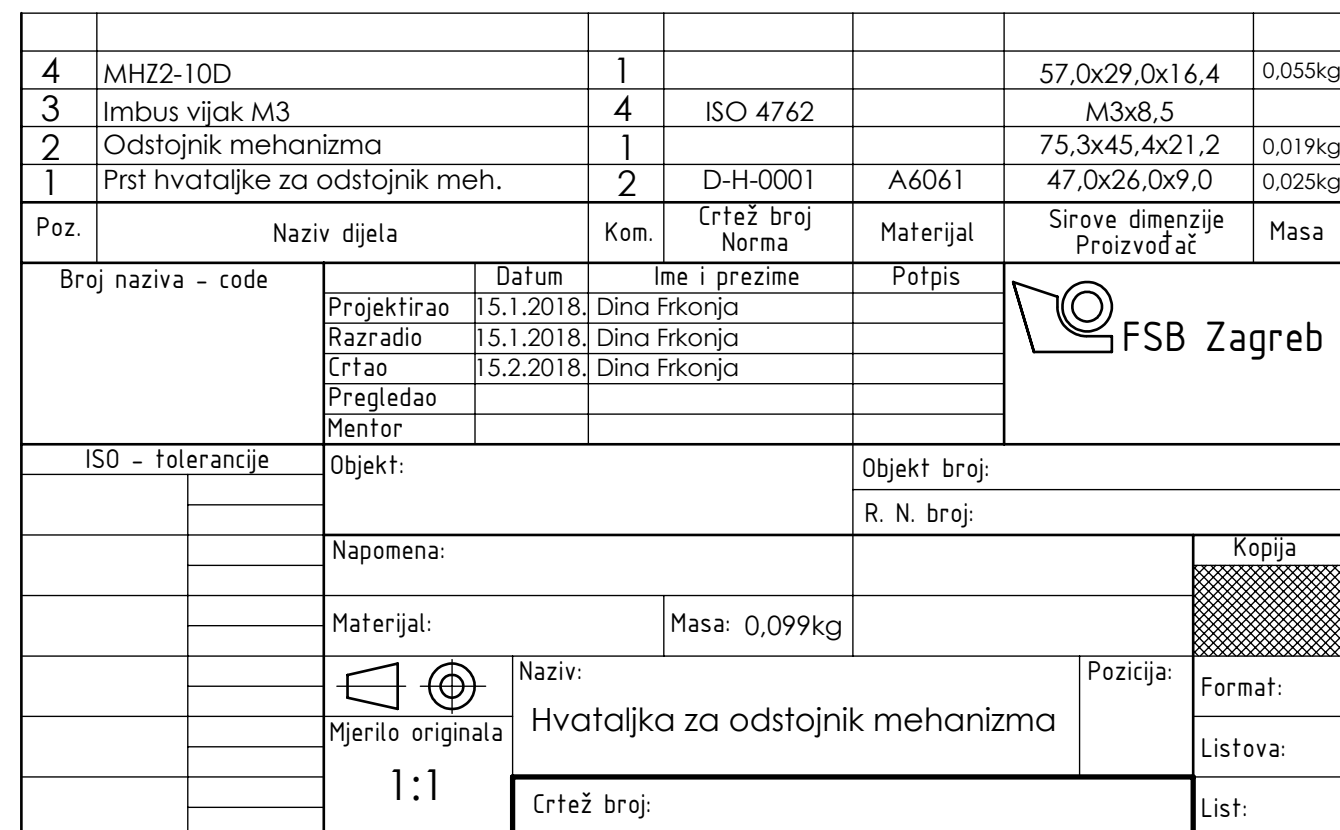 4 MHZ2-10D 1 57,0x29,0x16,4 0,055kg
3 Imbus vijak M3 4 ISO 4762 M3x8,5
2 Odstojnik mehanizma 1 75,3x45,4x21,2 0,019kg
1 Prst hvataljke za odstojnik meh. 2 D-H-0001 A6061 47,0x26,0x9,0 0,025kg
Poz. Naziv dijela Kom. Crtež broj Norma Materijal Sirove dimenzije Proizvođač Masa
Broj naziva - code Datum Ime i prezime Potpis
Projektirao 15.1.2018. Dina Frkonja
Razradio 15.1.2018. Dina Frkonja
Crtao 15.2.2018. Dina Frkonja
Pregledao
Mentor
FSB Zagreb
ISO - tolerancije
Objekt: Objekt broj:
R. N. broj:
Napomena: Kopija
Materijal: Masa: 0,099kg
Naziv: Pozicija: Format:
Hvataljka za odstojnik mehanizma
Mjerilo originala Listova:
1:1
Crtež broj: List: